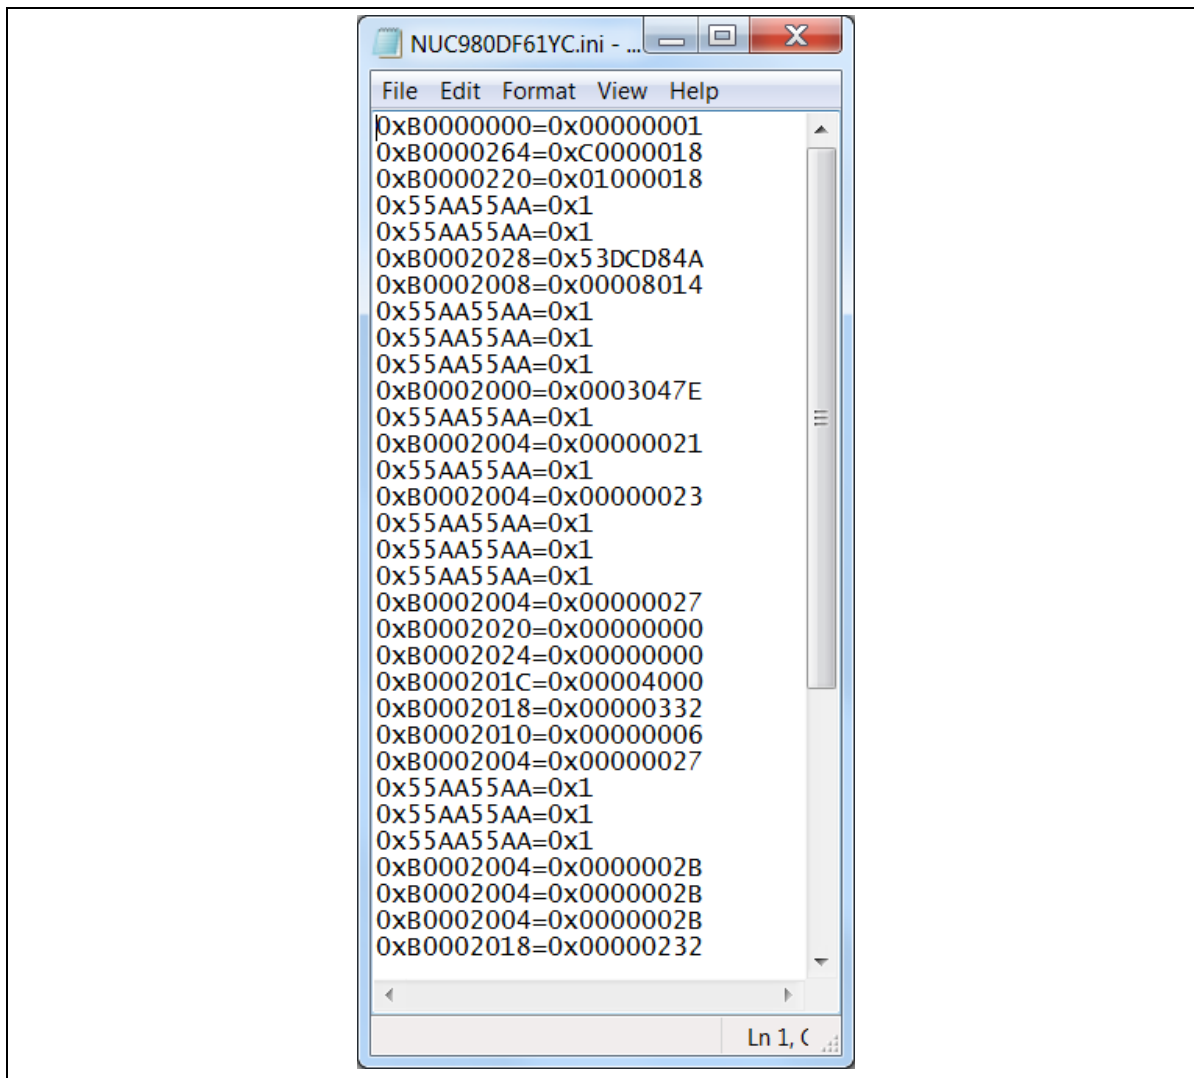 NUC980DF61YC.ini - ...
File Edit Format View Help
0xB0000000=0x00000001
0xB0000264=0xC0000018
0xB0000220=0x01000018
0x55AA55AA=0x1
0x55AA55AA=0x1
0xB0002028=0x53DCD84A
0xB0002008=0x00008014
0x55AA55AA=0x1
0x55AA55AA=0x1
0x55AA55AA=0x1
0xB0002000=0x0003047E
0x55AA55AA=0x1
0xB0002004=0x00000021
0x55AA55AA=0x1
0xB0002004=0x00000023
0x55AA55AA=0x1
0x55AA55AA=0x1
0x55AA55AA=0x1
0xB0002004=0x00000027
0xB0002020=0x00000000
0xB0002024=0x00000000
0xB000201C=0x00004000
0xB0002018=0x00000332
0xB0002010=0x00000006
0xB0002004=0x00000027
0x55AA55AA=0x1
0x55AA55AA=0x1
0x55AA55AA=0x1
0xB0002004=0x0000002B
0xB0002004=0x0000002B
0xB0002004=0x0000002B
0xB0002018=0x00000232
Ln 1, C